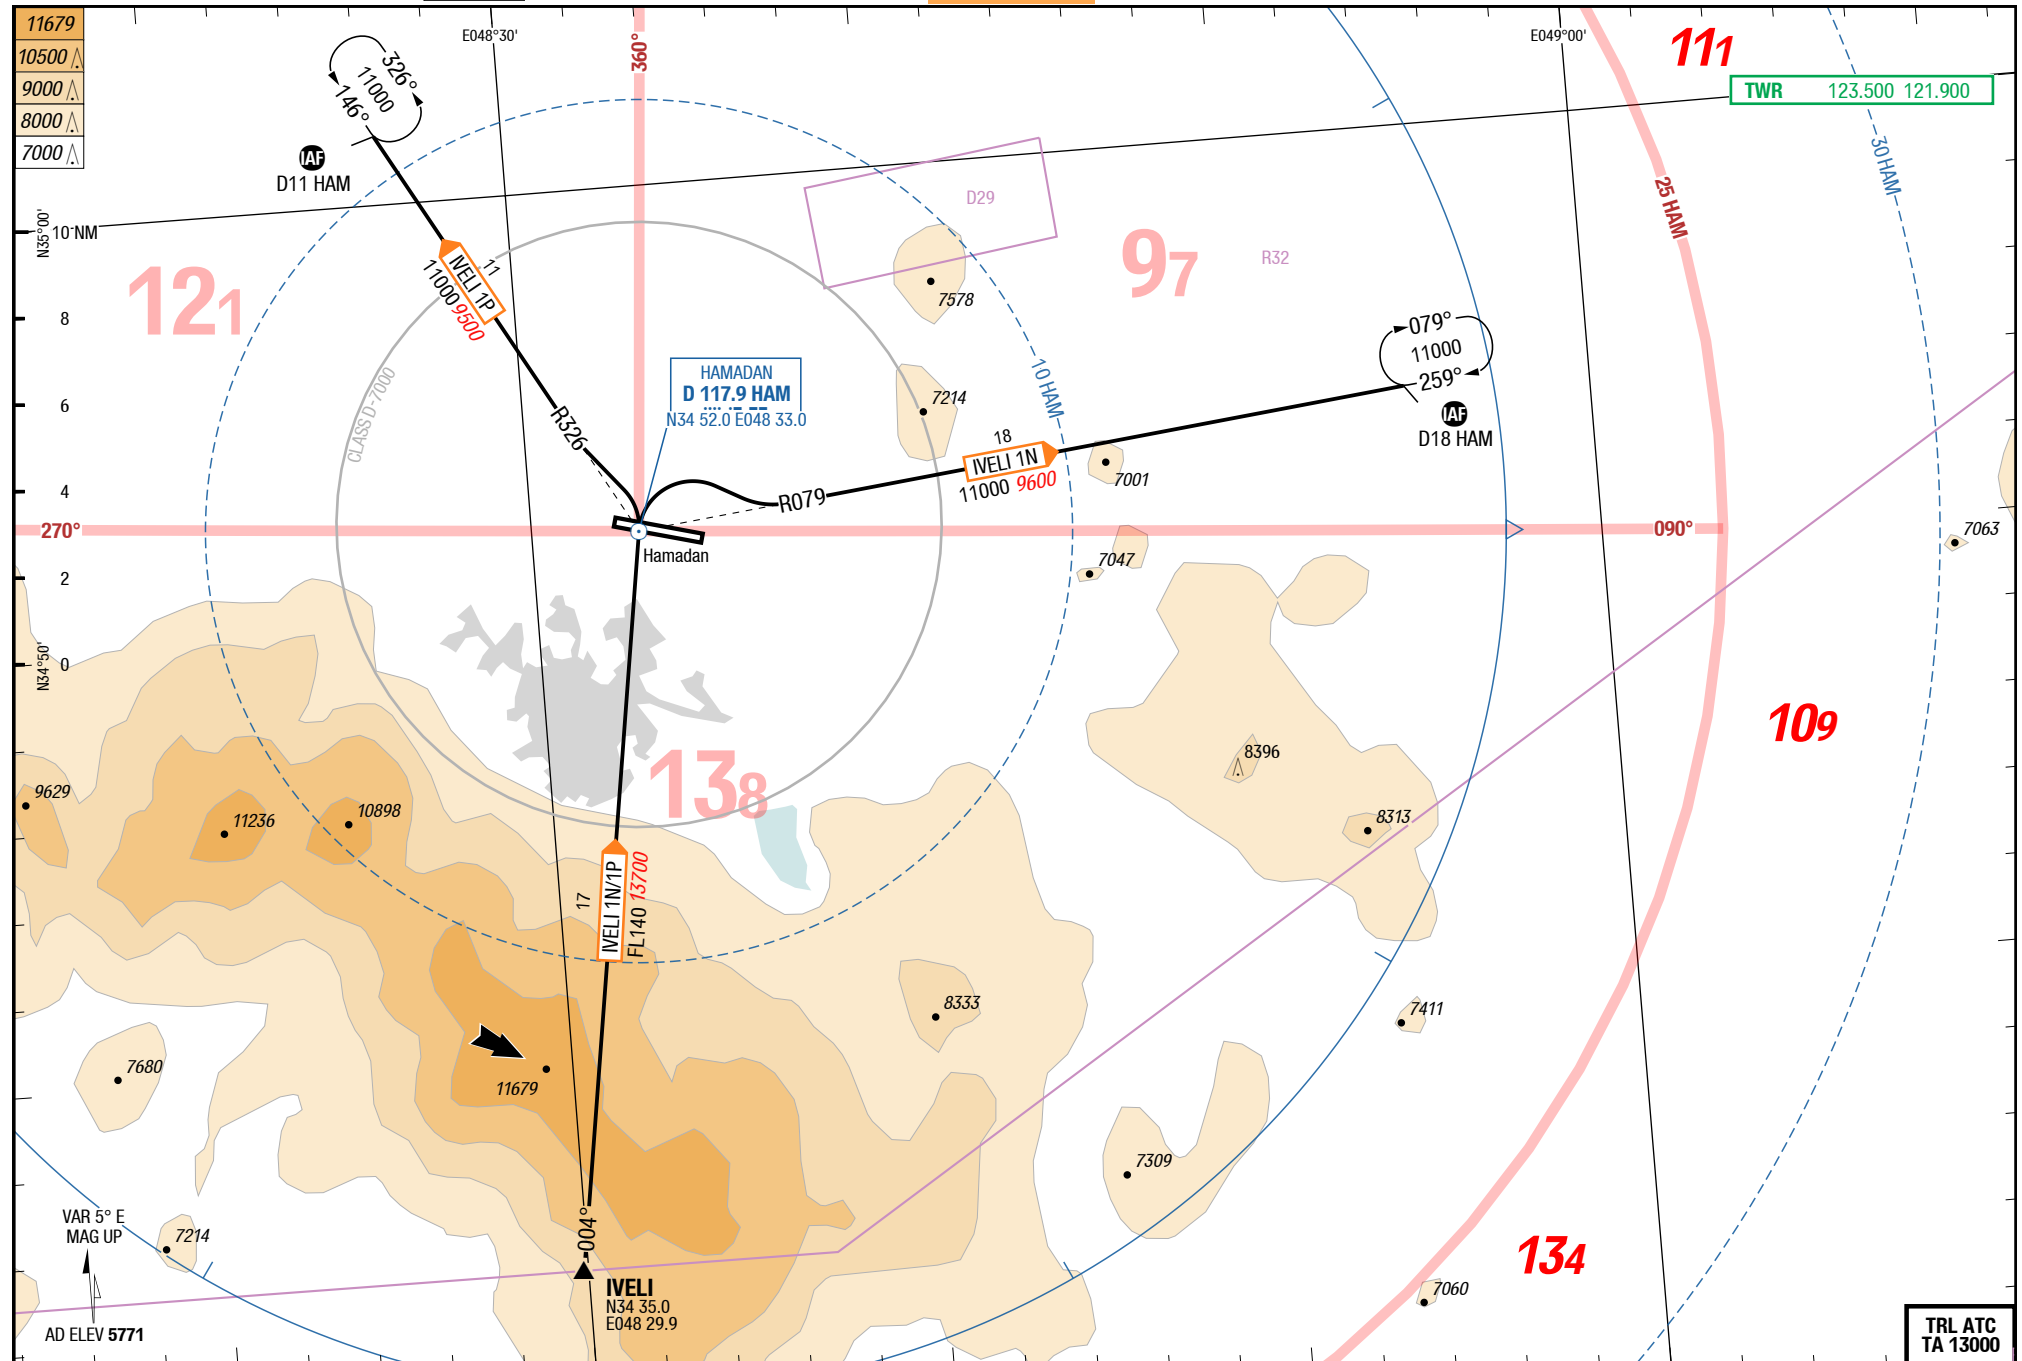 11679
10500
9000
8000
7000
E048°30'
360°
E049°00'
111
TWR 123.500 121.900
326°
11000
146°
IAF
D11 HAM
30 HAM
25 HAM
D29
R32
97
N35°00'
10 NM
8
6
4
2
0
N34°50'
121
11
IVELI 1P
11000 9500
CLASS D-7000
7578
HAMADAN
D 117.9 HAM
N34 52.0 E048 33.0
7214
10 HAM
079°
11000
259°
IAF
D18 HAM
R326
18
IVELI 1N
11000 9600
R079
7001
270°
090°
Hamadan
7047
7063
109
138
8396
8313
9629
11236
10898
17
IVELI 1N/1P
FL140 13700
8333
7411
7680
11679
7309
VAR 5° E
MAG UP
7214
004°
134
IVELI
N34 35.0
E048 29.9
7060
AD ELEV 5771
TRL ATC
TA 13000